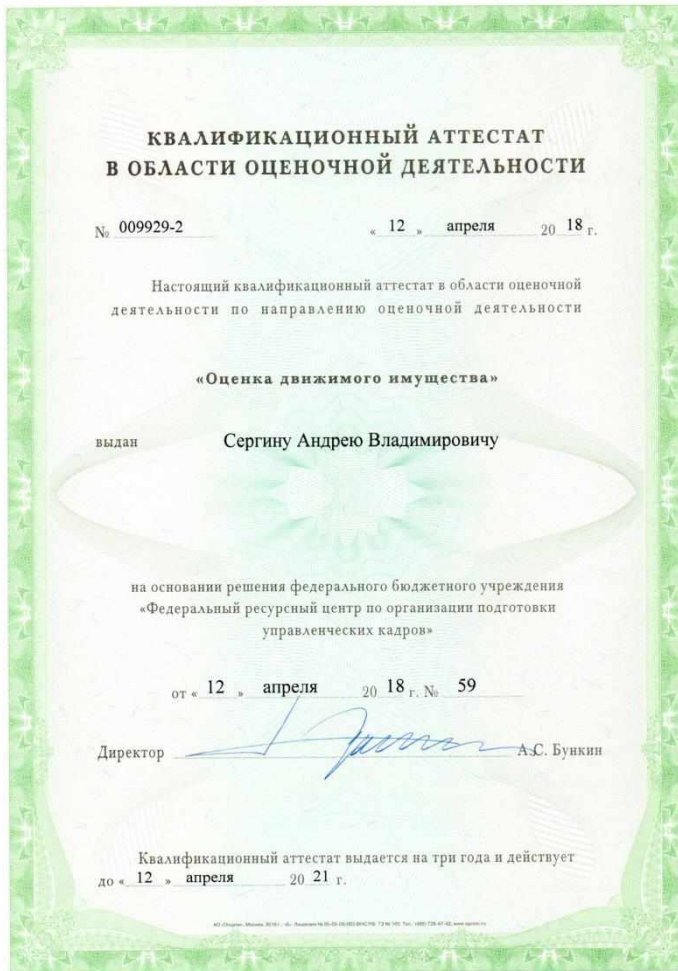 КВАЛИФИКАЦИОННЫЙ АТТЕСТАТ
В ОБЛАСТИ ОЦЕНОЧНОЙ ДЕЯТЕЛЬНОСТИ
№ 009929-2 « 12 » апреля 20 18 г.
Настоящий квалификационный аттестат в области оценочной
деятельности по направлению оценочной деятельности
«Оценка движимого имущества»
выдан Сергину Андрею Владимировичу
на основании решения федерального бюджетного учреждения
«Федеральный ресурсный центр по организации подготовки
управленческих кадров»
от « 12 » апреля 20 18 г. № 59
Директор А.С. Бункин
Квалификационный аттестат выдается на три года и действует
до « 12 » апреля 20 21 г.